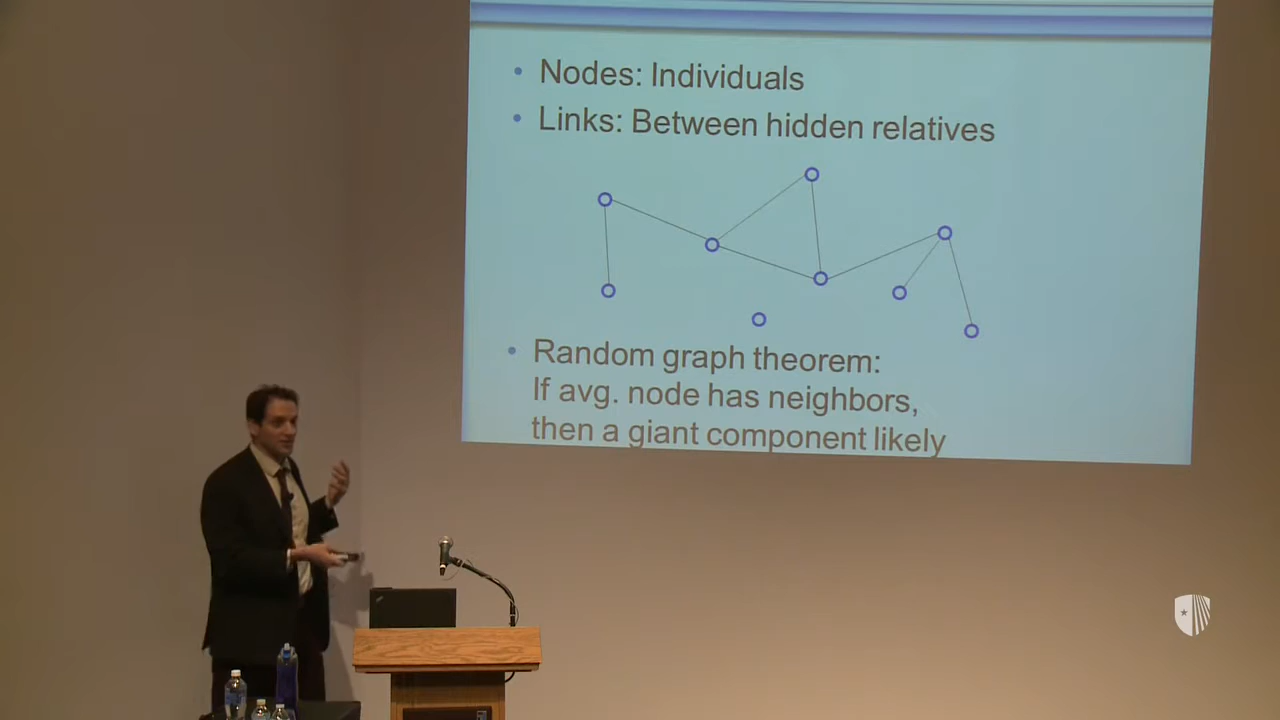 Nodes: Individuals
Links: Between hidden relatives
Random graph theorem:
If avg. node has neighbors,
then a giant component likely